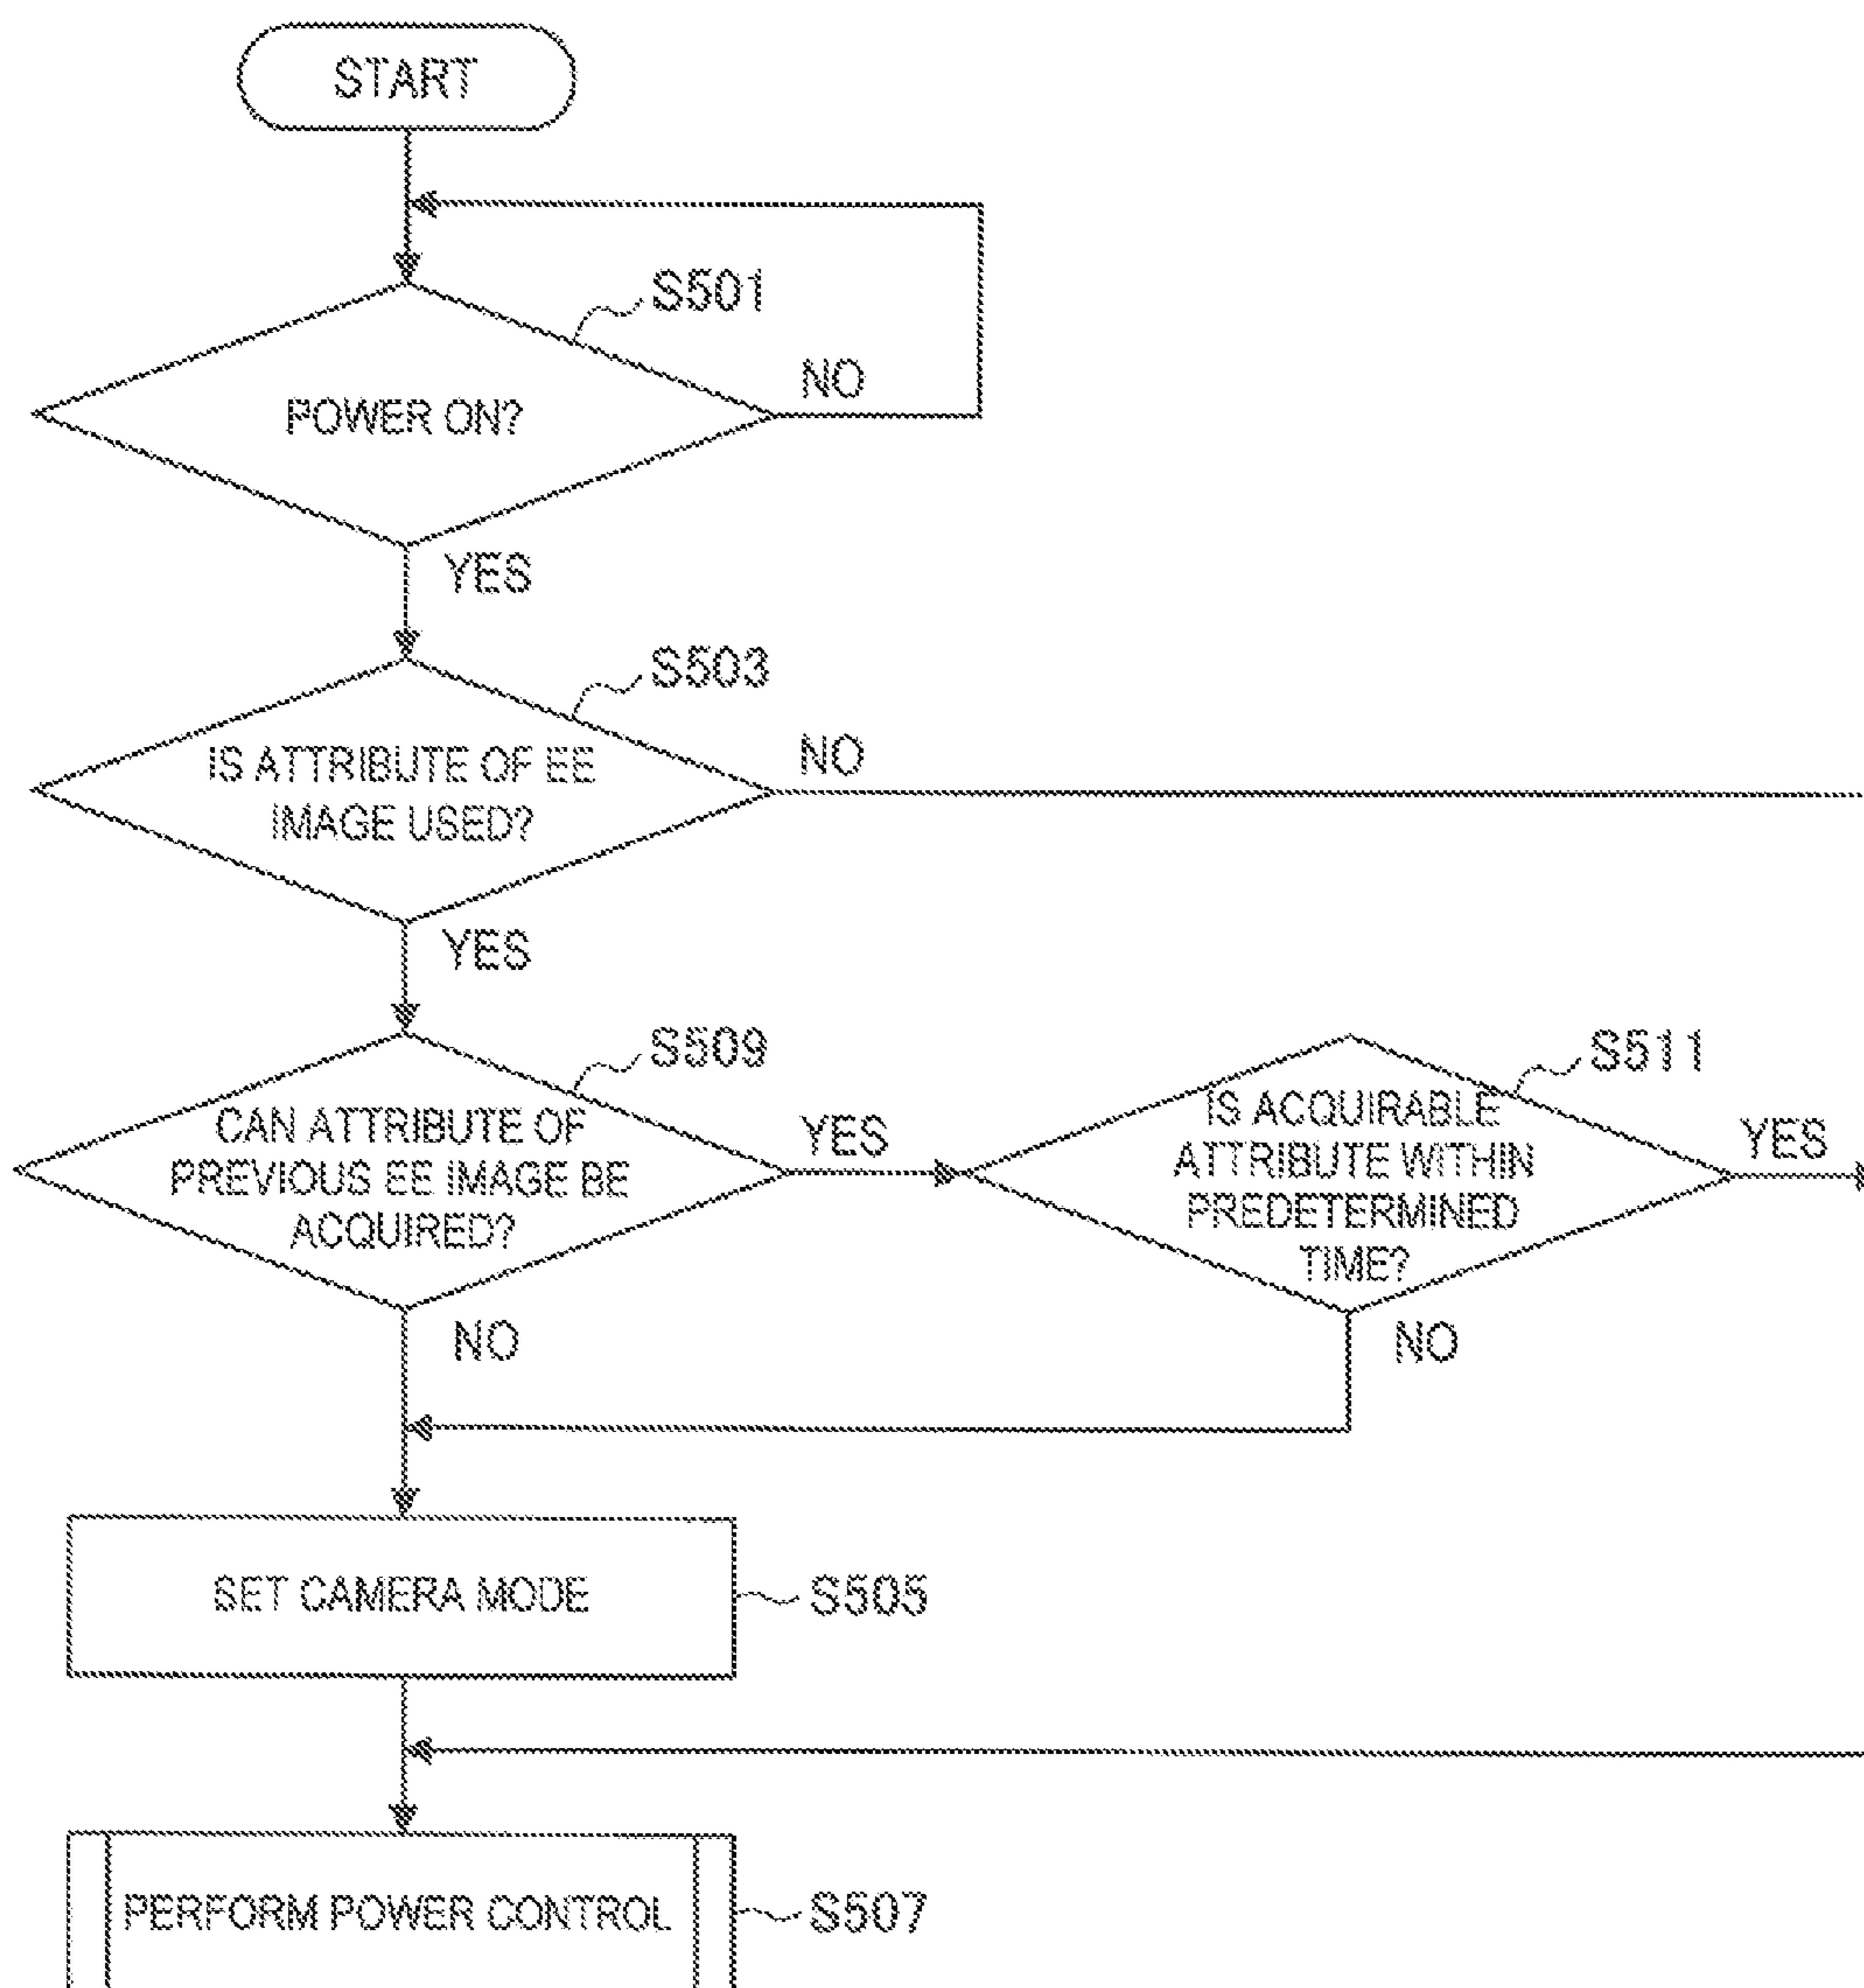 START
S501
POWER ON?
NO
YES
S503
IS ATTRIBUTE OF EE
IMAGE USED?
NO
YES
S509
CAN ATTRIBUTE OF
PREVIOUS EE IMAGE BE
ACQUIRED?
YES
NO
S511
IS ACQUIRABLE
ATTRIBUTE WITHIN
PREDETERMINED
TIME?
YES
NO
SET CAMERA MODE
S505
PERFORM POWER CONTROL
S507